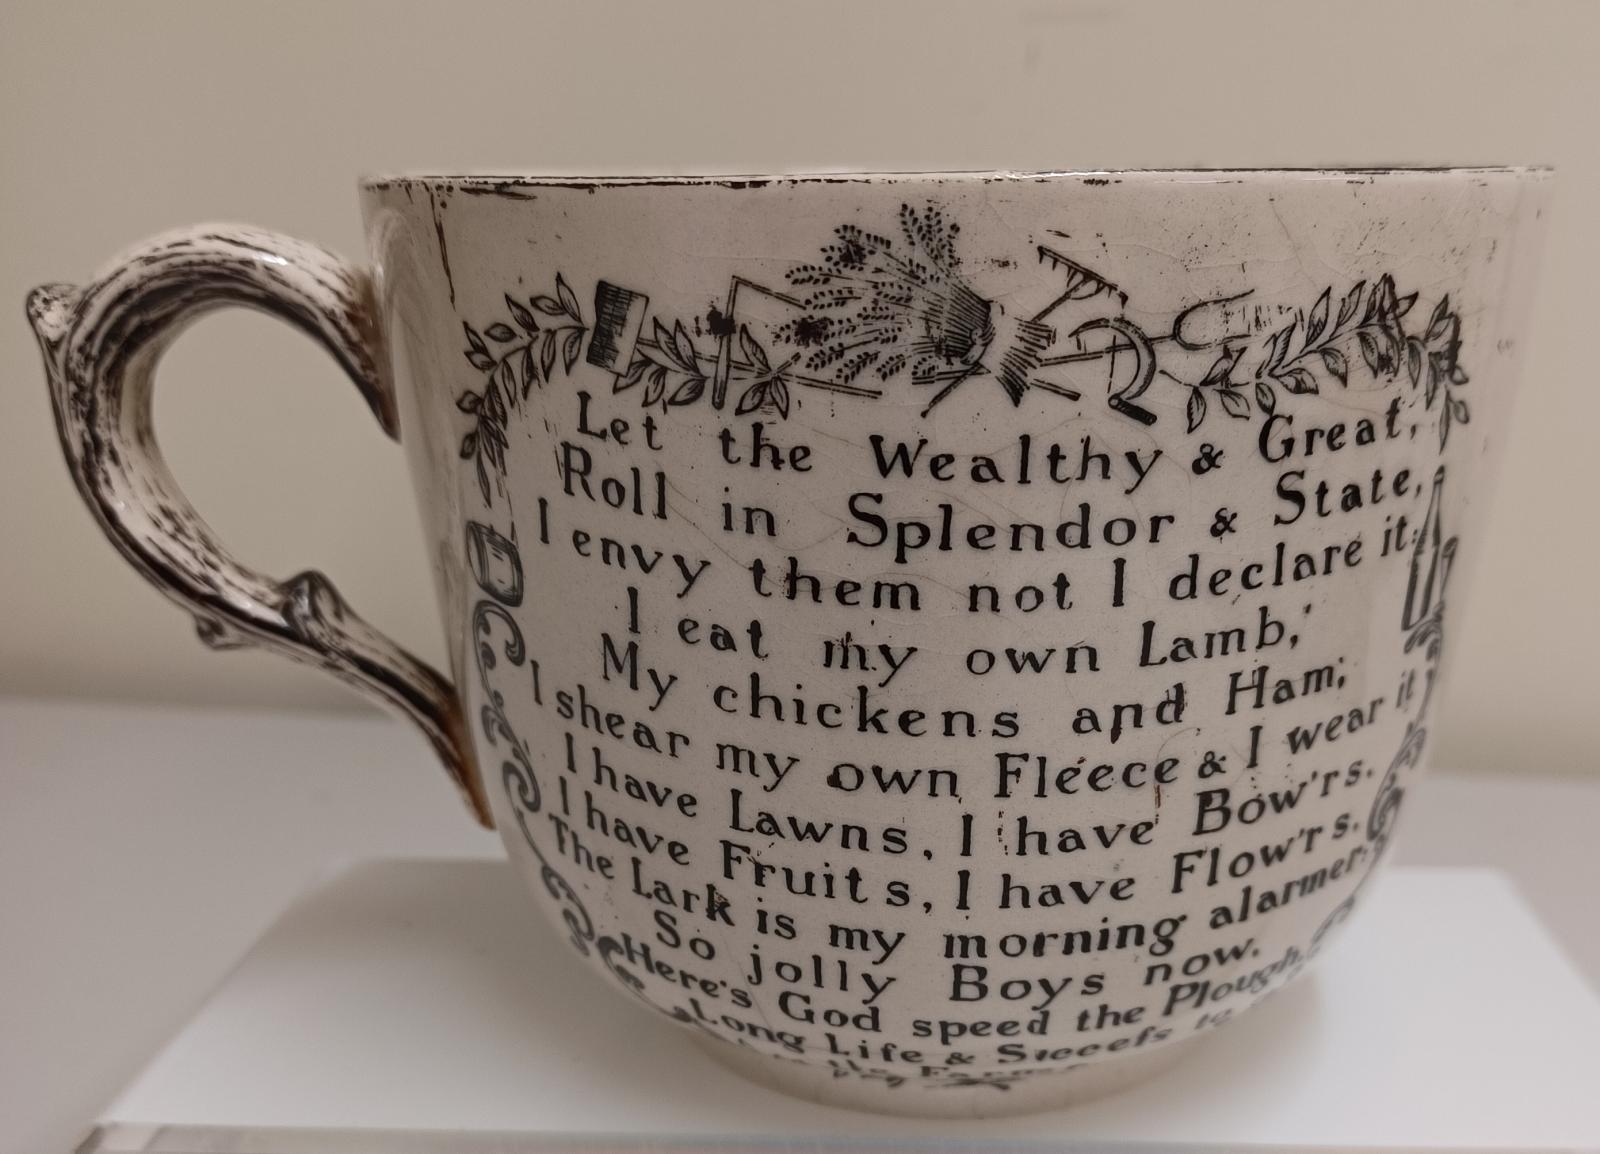 Let the Wealthy & Great,
Roll in Splendor & State,
I envy them not I declare it:
I eat my own Lamb,
My chickens and Ham;
I shear my own Fleece & I wear it
I have Lawns, I have Bow'rs.
I have Fruits, I have Flow'rs.
The Lark is my morning alarmer:
So jolly Boys now.
Here's God speed the Plough
Long Life & Succeſs to
the Farmer